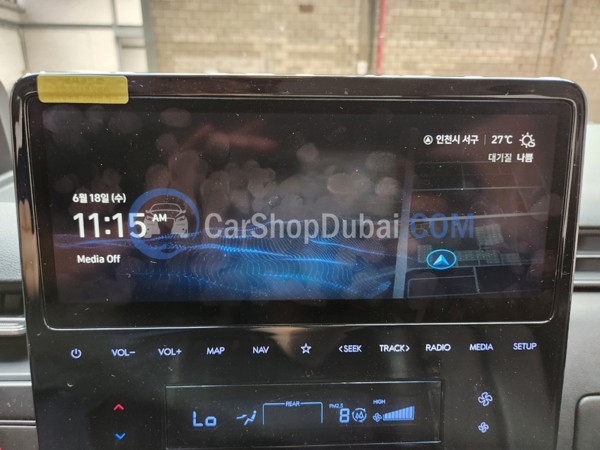 인천시 서구 27℃
대기질 나쁨
6월 18일 (수)
11:15 AM
Media Off
CarShopDubai.COM
VOL− VOL+ MAP NAV ☆ <SEEK TRACK> RADIO MEDIA SETUP
REAR PM2.5 HIGH
Lo 8